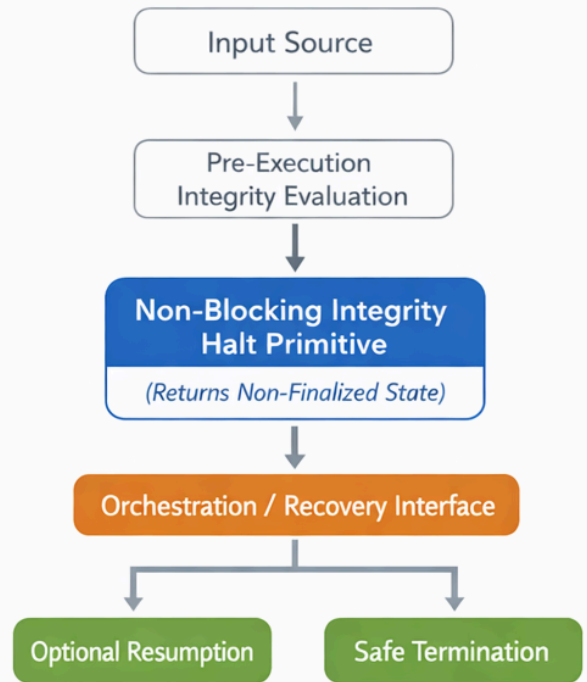 Input Source
Pre-Execution
Integrity Evaluation
Non-Blocking Integrity
Halt Primitive
(Returns Non-Finalized State)
Orchestration / Recovery Interface
Optional Resumption
Safe Termination